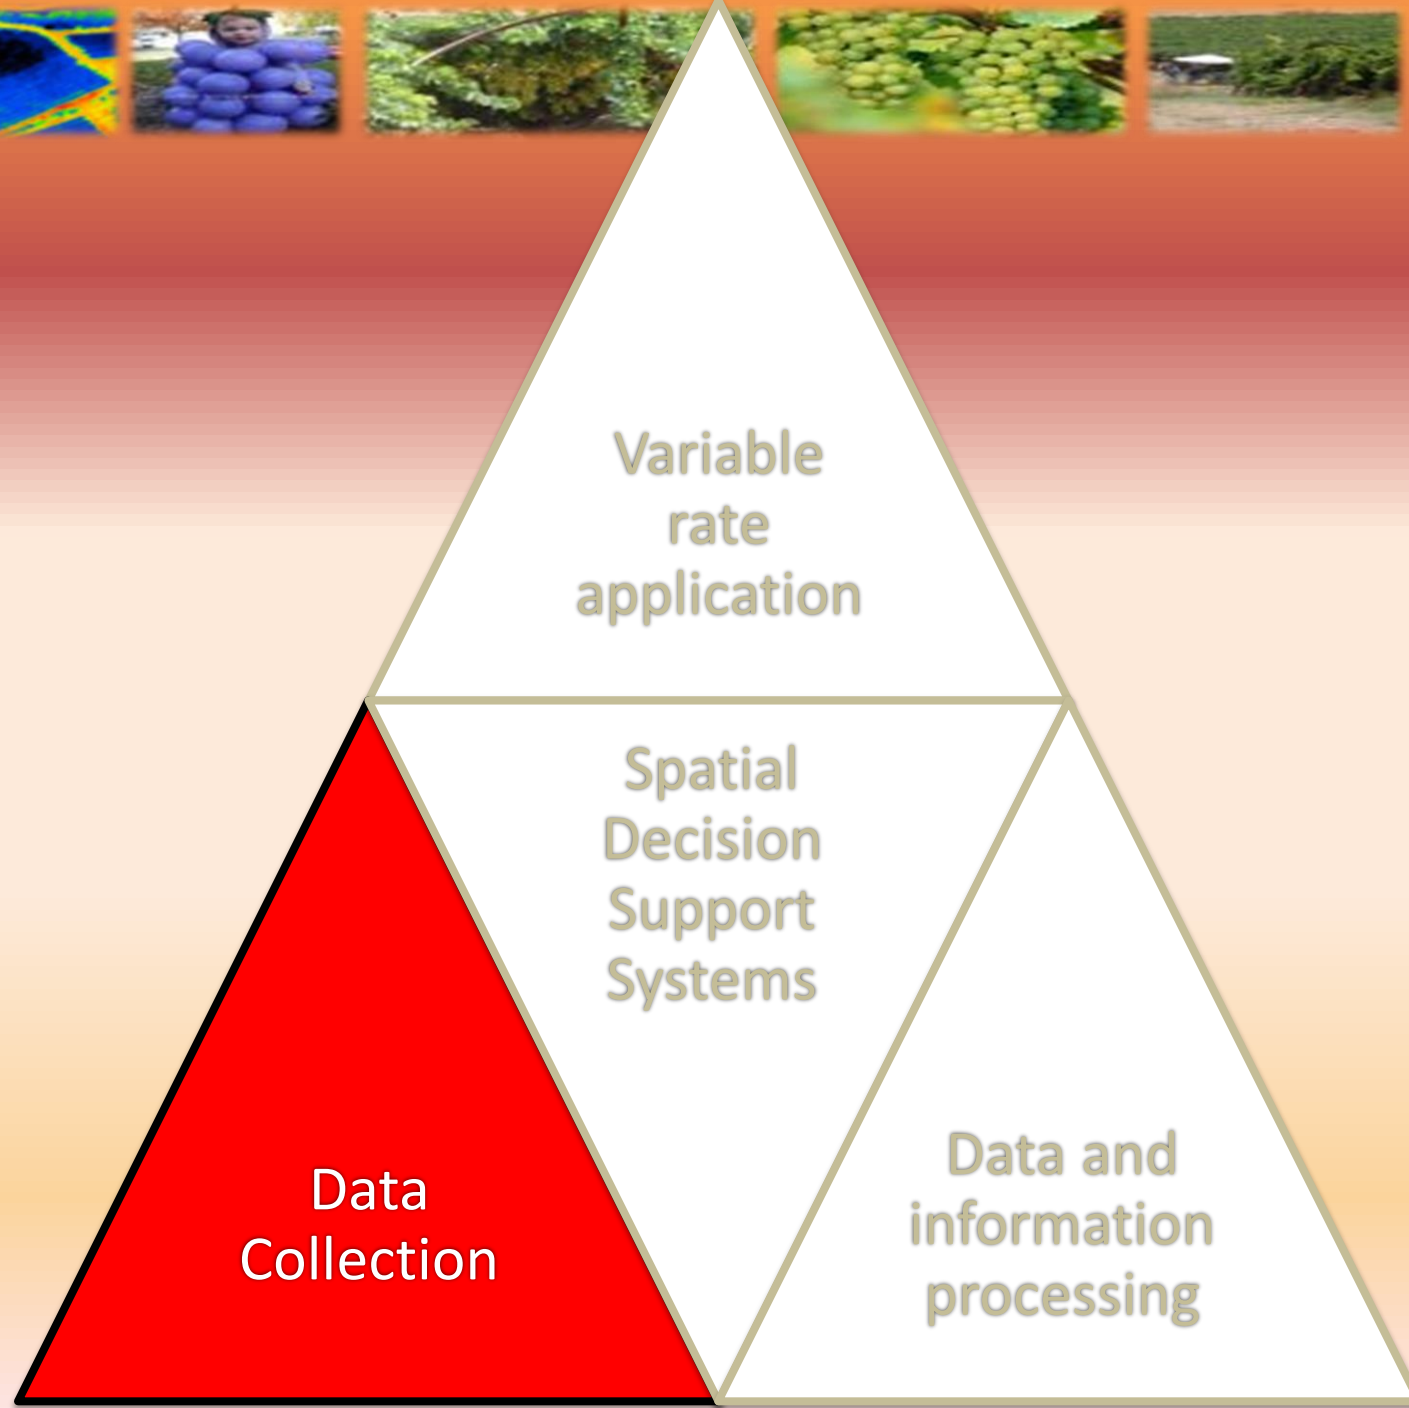 Variable
rate
application
Spatial
Decision
Support
Systems
Data
Collection
Data and
information
processing